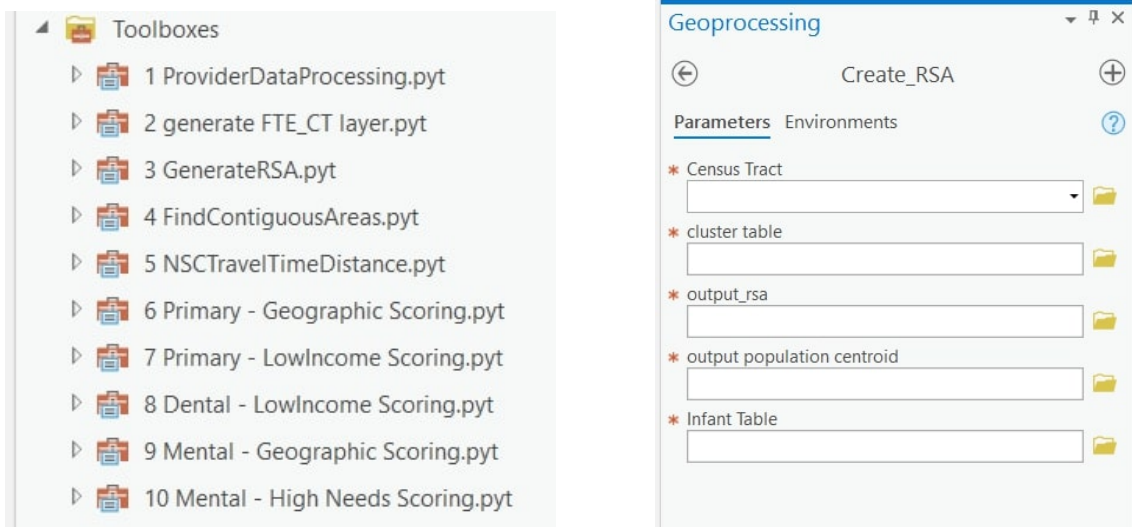 Toolboxes
1 ProviderDataProcessing.pyt
2 generate FTE_CT layer.pyt
3 GenerateRSA.pyt
4 FindContiguousAreas.pyt
5 NSCTravelTimeDistance.pyt
6 Primary - Geographic Scoring.pyt
7 Primary - LowIncome Scoring.pyt
8 Dental - LowIncome Scoring.pyt
9 Mental - Geographic Scoring.pyt
10 Mental - High Needs Scoring.pyt
Geoprocessing
Create_RSA
Parameters Environments
* Census Tract
* cluster table
* output_rsa
* output population centroid
* Infant Table